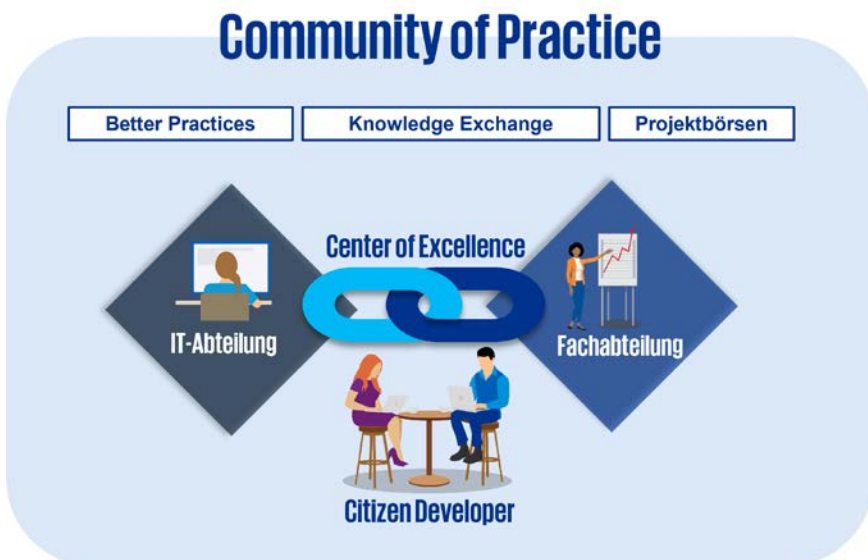 Community of Practice
Better Practices
Knowledge Exchange
Projektbörsen
Center of Excellence
IT-Abteilung
Fachabteilung
Citizen Developer